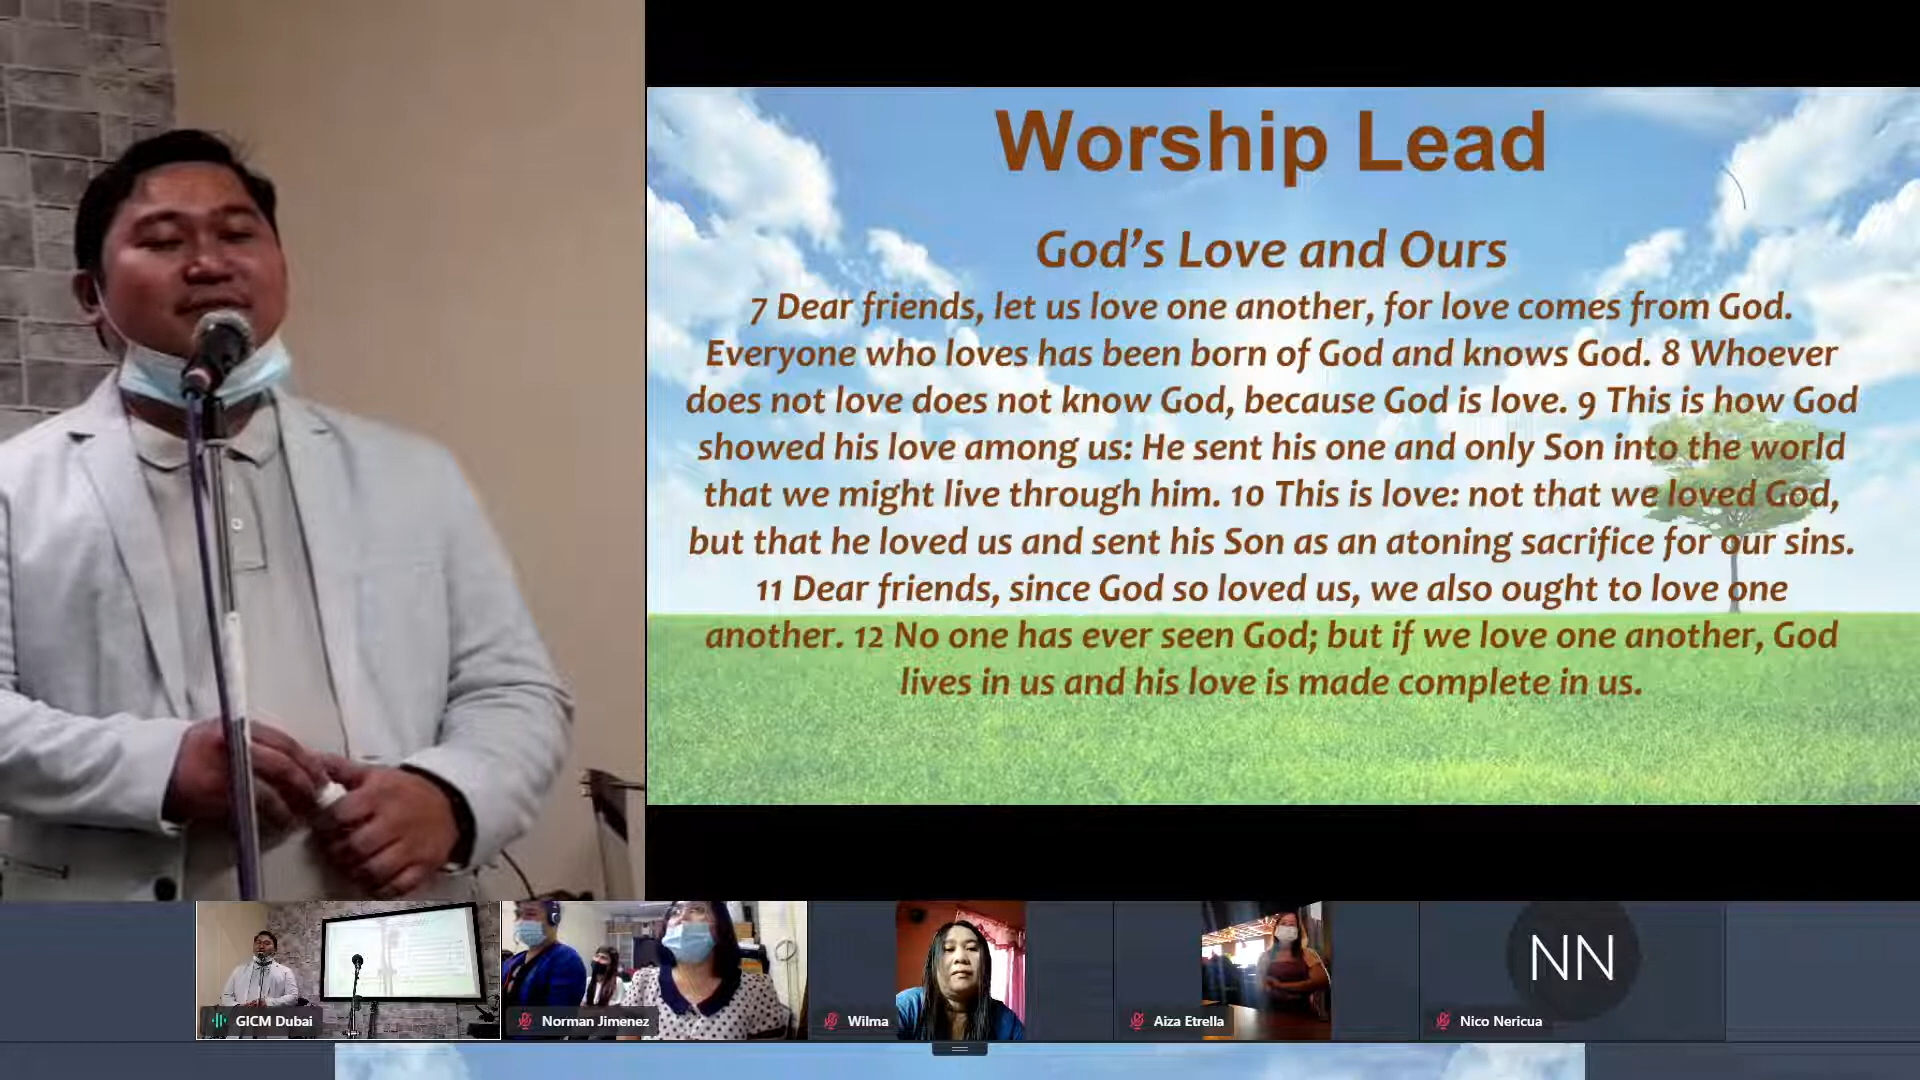 Worship Lead
God's Love and Ours
7 Dear friends, let us love one another, for love comes from God.
Everyone who loves has been born of God and knows God. 8 Whoever
does not love does not know God, because God is love. 9 This is how God
showed his love among us: He sent his one and only Son into the world
that we might live through him. 10 This is love: not that we loved God,
but that he loved us and sent his Son as an atoning sacrifice for our sins.
11 Dear friends, since God so loved us, we also ought to love one
another. 12 No one has ever seen God; but if we love one another, God
lives in us and his love is made complete in us.
GICM Dubai
Norman Jimenez
Wilma
Aiza Etrella
NN
Nico Nericua